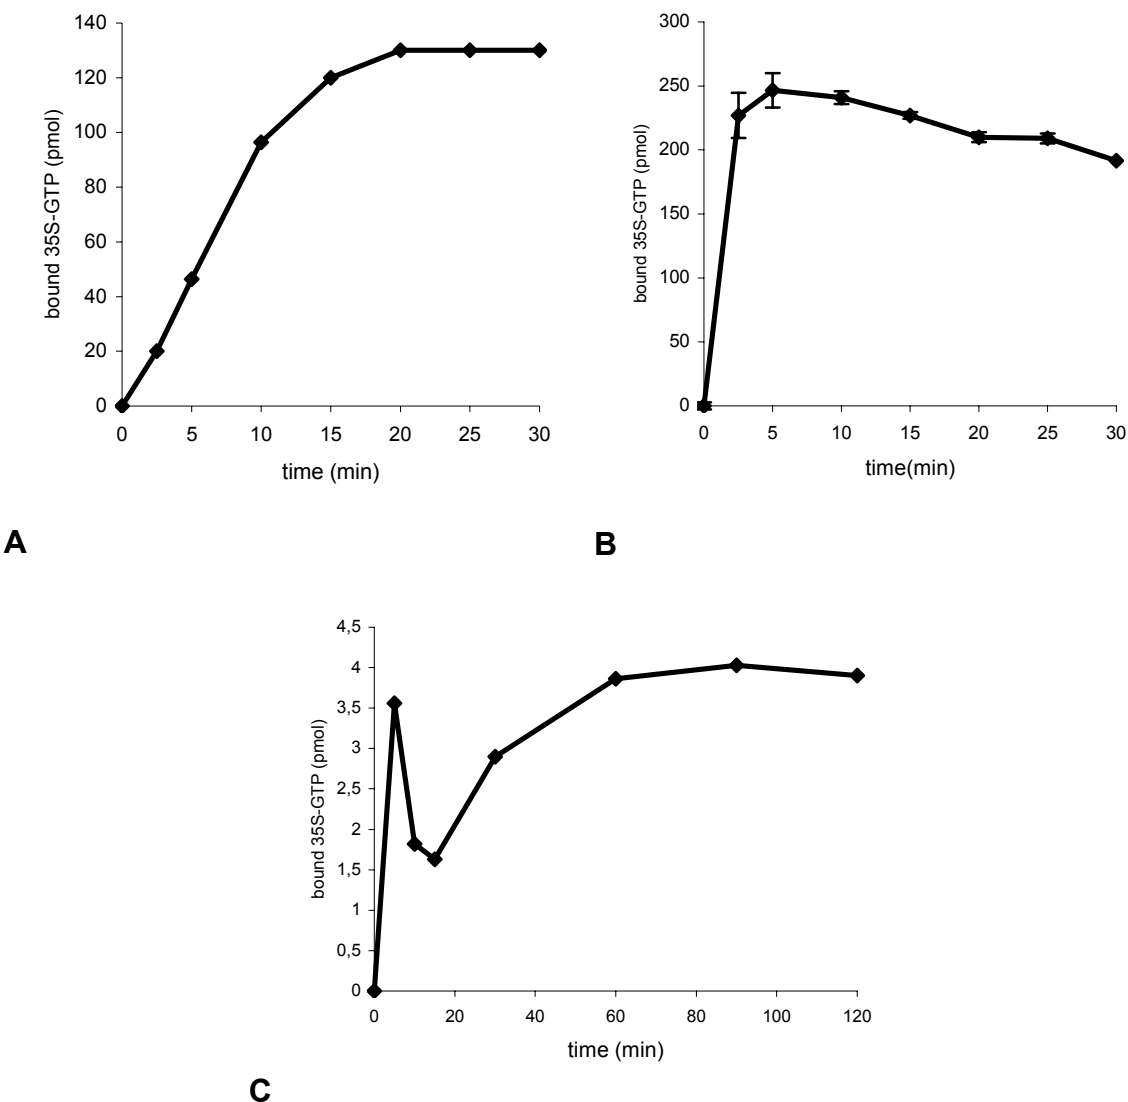 140
120
100
80
60
40
20
0
bound 35S-GTP (pmol)
0 5 10 15 20 25 30
time (min)
A
300
250
200
150
100
50
0
bound 35S-GTP (pmol)
0 5 10 15 20 25 30
time(min)
B
4,5
4
3,5
3
2,5
2
1,5
1
0,5
0
bound 35S-GTP (pmol)
0 20 40 60 80 100 120
time (min)
C